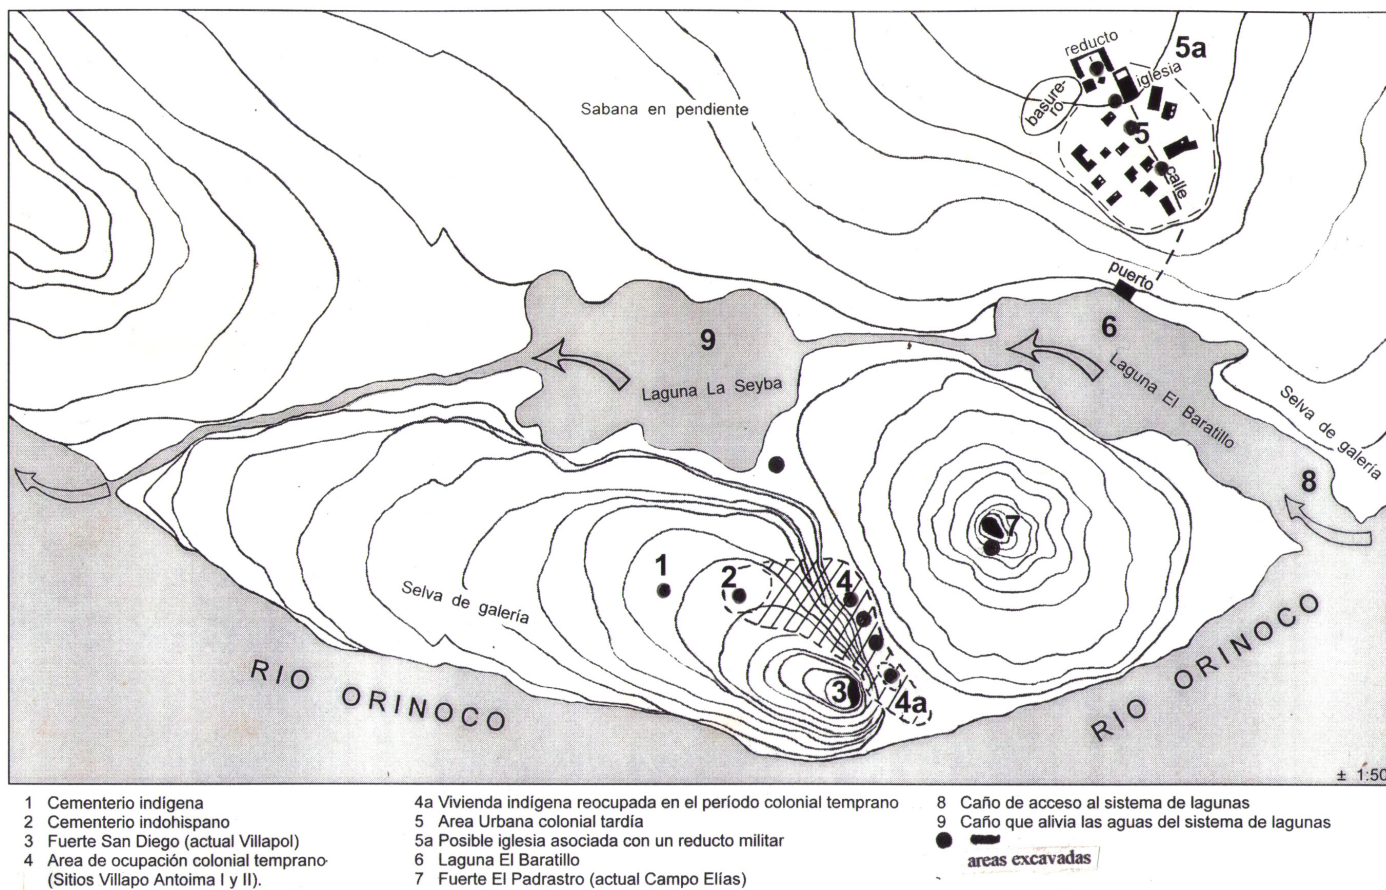 reducto
5a
iglesia
basure-
ro
Sabana en pendiente
5
calle
puerto
6
9
Laguna La Seyba
Laguna El Baratillo
Selva de galería
8
7
1
2
4
Selva de galería
3
4a
RIO ORINOCO
RIO ORINOCO
± 1:50
1 Cementerio indígena
2 Cementerio indohispano
3 Fuerte San Diego (actual Villapol)
4 Area de ocupación colonial temprano
(Sitios Villapo Antoima I y II).
4a Vivienda indígena reocupada en el período colonial temprano
5 Area Urbana colonial tardía
5a Posible iglesia asociada con un reducto militar
6 Laguna El Baratillo
7 Fuerte El Padrastro (actual Campo Elías)
8 Caño de acceso al sistema de lagunas
9 Caño que alivia las aguas del sistema de lagunas
areas excavadas